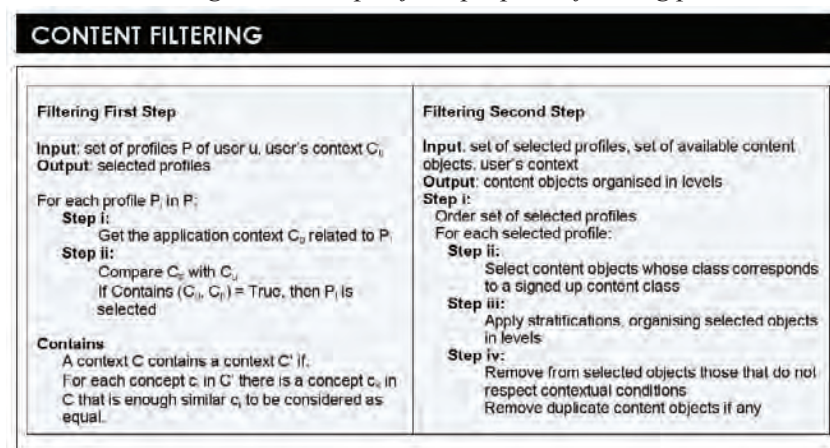 CONTENT FILTERING
Filtering First Step
Input: set of profiles P of user u, user's context Cᵤ
Output: selected profiles
For each profile Pᵢ in P:
Step i:
Get the application context Cₚ related to Pᵢ
Step ii:
Compare Cₚ with Cᵤ
If Contains (Cᵤ, Cₚ) = True, then Pᵢ is
selected
Contains
A context C contains a context C' if:
For each concept cᵢ in C' there is a concept in
C that is enough similar cᵢ to be considered as
equal.
Filtering Second Step
Input: set of selected profiles, set of available content
objects, user's context
Output: content objects organised in levels
Step i:
Order set of selected profiles
For each selected profile:
Step ii:
Select content objects whose class corresponds
to a signed up content class
Step iii:
Apply stratifications, organising selected objects
in levels
Step iv:
Remove from selected objects those that do not
respect contextual conditions
Remove duplicate content objects if any